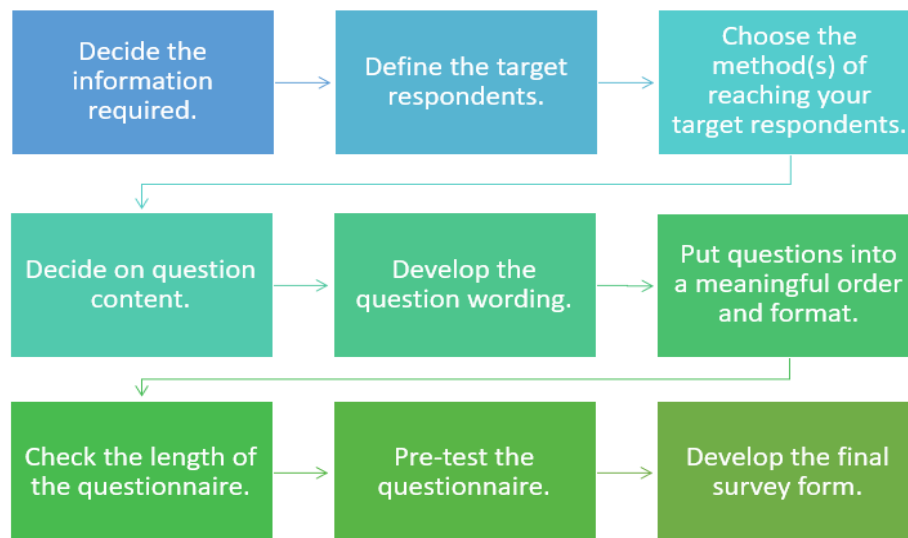 Decide the
information
required.
Define the target
respondents.
Choose the
method(s) of
reaching your
target respondents.
Decide on question
content.
Develop the
question wording.
Put questions into
a meaningful order
and format.
Check the length of
the questionnaire.
Pre-test the
questionnaire.
Develop the final
survey form.